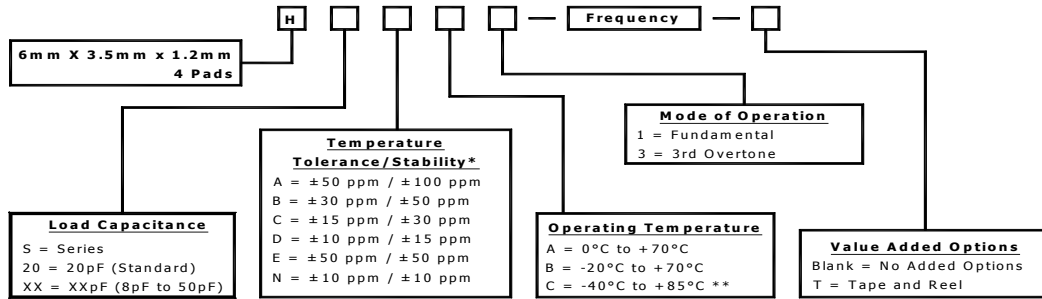 H
Frequency
6mm X 3.5mm x 1.2mm
4 Pads
Mode of Operation
1 = Fundamental
3 = 3rd Overtone
Temperature
Tolerance/Stability*
A = ±50 ppm / ±100 ppm
B = ±30 ppm / ±50 ppm
C = ±15 ppm / ±30 ppm
D = ±10 ppm / ±15 ppm
E = ±50 ppm / ±50 ppm
N = ±10 ppm / ±10 ppm
Load Capacitance
S = Series
20 = 20pF (Standard)
XX = XXpF (8pF to 50pF)
Operating Temperature
A = 0°C to +70°C
B = -20°C to +70°C
C = -40°C to +85°C **
Value Added Options
Blank = No Added Options
T = Tape and Reel